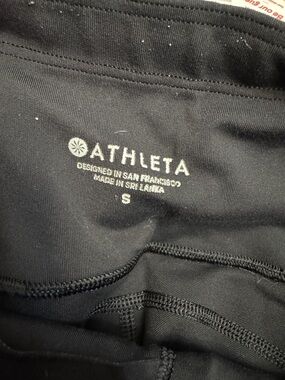 ATHLETA
DESIGNED IN SAN FRANCISCO
MADE IN SRI LANKA
S